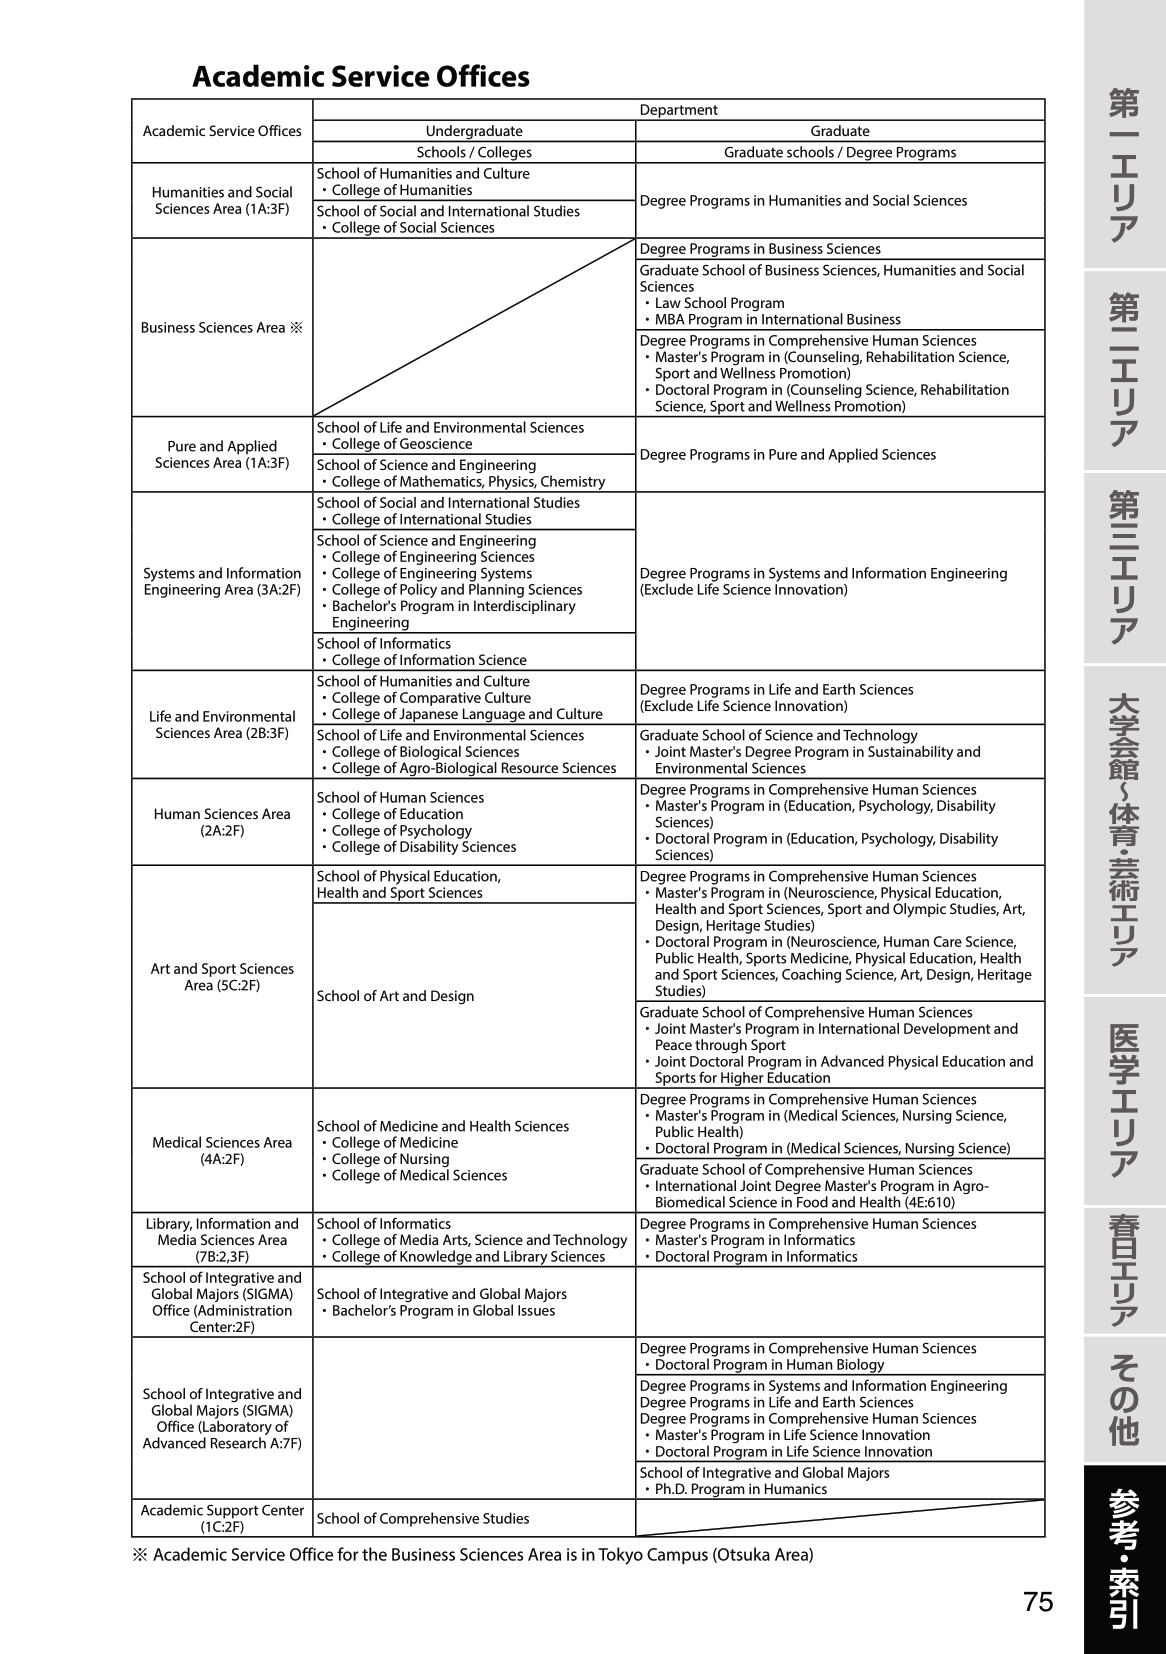 Academic Service Offices
Academic Service Offices
Department
Undergraduate
Graduate
Schools / Colleges
Graduate schools / Degree Programs
Humanities and Social
Sciences Area (1A:3F)
School of Humanities and Culture
・College of Humanities
School of Social and International Studies
・College of Social Sciences
Degree Programs in Humanities and Social Sciences
Business Sciences Area ※
Degree Programs in Business Sciences
Graduate School of Business Sciences, Humanities and Social
Sciences
・Law School Program
・MBA Program in International Business
Degree Programs in Comprehensive Human Sciences
・Master's Program in (Counseling, Rehabilitation Science,
Sport and Wellness Promotion)
・Doctoral Program in (Counseling Science, Rehabilitation
Science, Sport and Wellness Promotion)
Pure and Applied
Sciences Area (1A:3F)
School of Life and Environmental Sciences
・College of Geoscience
School of Science and Engineering
・College of Mathematics, Physics, Chemistry
Degree Programs in Pure and Applied Sciences
Systems and Information
Engineering Area (3A:2F)
School of Social and International Studies
・College of International Studies
School of Science and Engineering
・College of Engineering Sciences
・College of Engineering Systems
・College of Policy and Planning Sciences
・Bachelor's Program in Interdisciplinary
Engineering
School of Informatics
・College of Information Science
Degree Programs in Systems and Information Engineering
(Exclude Life Science Innovation)
Life and Environmental
Sciences Area (2B:3F)
School of Humanities and Culture
・College of Comparative Culture
・College of Japanese Language and Culture
School of Life and Environmental Sciences
・College of Biological Sciences
・College of Agro-Biological Resource Sciences
Degree Programs in Life and Earth Sciences
(Exclude Life Science Innovation)
Graduate School of Science and Technology
・Joint Master's Degree Program in Sustainability and
Environmental Sciences
Human Sciences Area
(2A:2F)
School of Human Sciences
・College of Education
・College of Psychology
・College of Disability Sciences
Degree Programs in Comprehensive Human Sciences
・Master's Program in (Education, Psychology, Disability
Sciences)
・Doctoral Program in (Education, Psychology, Disability
Sciences)
Art and Sport Sciences
Area (5C:2F)
School of Physical Education,
Health and Sport Sciences
School of Art and Design
Degree Programs in Comprehensive Human Sciences
・Master's Program in (Neuroscience, Physical Education,
Health and Sport Sciences, Sport and Olympic Studies, Art,
Design, Heritage Studies)
・Doctoral Program in (Neuroscience, Human Care Science,
Public Health, Sports Medicine, Physical Education, Health
and Sport Sciences, Coaching Science, Art, Design, Heritage
Studies)
Graduate School of Comprehensive Human Sciences
・Joint Master's Program in International Development and
Peace through Sport
・Joint Doctoral Program in Advanced Physical Education and
Sports for Higher Education
Medical Sciences Area
(4A:2F)
School of Medicine and Health Sciences
・College of Medicine
・College of Nursing
・College of Medical Sciences
Degree Programs in Comprehensive Human Sciences
・Master's Program in (Medical Sciences, Nursing Science,
Public Health)
・Doctoral Program in (Medical Sciences, Nursing Science)
Graduate School of Comprehensive Human Sciences
・International Joint Degree Master's Program in Agro-
Biomedical Science in Food and Health (4E:610)
Library, Information and
Media Sciences Area
(7B:2,3F)
School of Informatics
・College of Media Arts, Science and Technology
・College of Knowledge and Library Sciences
Degree Programs in Comprehensive Human Sciences
・Master's Program in Informatics
・Doctoral Program in Informatics
School of Integrative and
Global Majors (SIGMA)
Office (Administration
Center:2F)
School of Integrative and Global Majors
・Bachelor’s Program in Global Issues
School of Integrative and
Global Majors (SIGMA)
Office (Laboratory of
Advanced Research A:7F)
Degree Programs in Comprehensive Human Sciences
・Doctoral Program in Human Biology
Degree Programs in Systems and Information Engineering
Degree Programs in Life and Earth Sciences
Degree Programs in Comprehensive Human Sciences
・Master's Program in Life Science Innovation
・Doctoral Program in Life Science Innovation
School of Integrative and Global Majors
・Ph.D. Program in Humanics
Academic Support Center
(1C:2F)
School of Comprehensive Studies
※ Academic Service Office for the Business Sciences Area is in Tokyo Campus (Otsuka Area)
75
第一エリア
第二エリア
第三エリア
大学会館〜体育・芸術エリア
医学エリア
春日エリア
その他
参考・索引